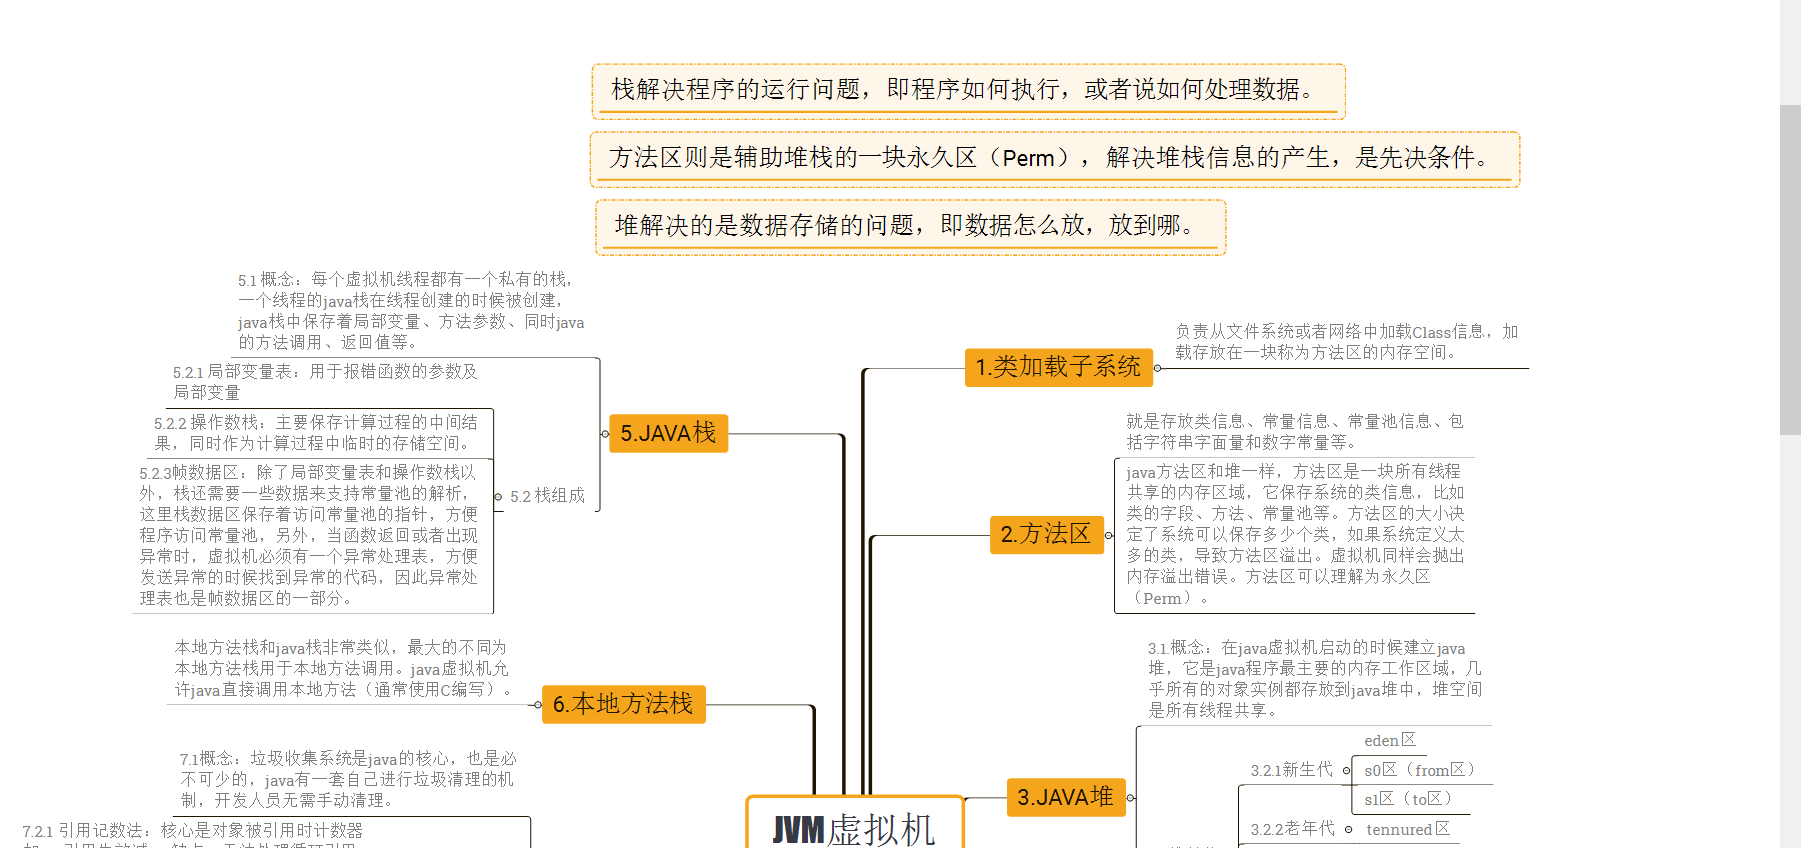 栈解决程序的运行问题，即程序如何执行，或者说如何处理数据。
方法区则是辅助堆栈的一块永久区（Perm），解决堆栈信息的产生，是先决条件。
堆解决的是数据存储的问题，即数据怎么放，放到哪。
5.1 概念：每个虚拟机线程都有一个私有的栈，
一个线程的java栈在线程创建的时候被创建，
java栈中保存着局部变量、方法参数、同时java
的方法调用、返回值等。
5.2.1 局部变量表：用于报错函数的参数及
局部变量
5.2.2 操作数栈：主要保存计算过程的中间结
果，同时作为计算过程中临时的存储空间。
5.2.3帧数据区：除了局部变量表和操作数栈以
外，栈还需要一些数据来支持常量池的解析，
这里栈数据区保存着访问常量池的指针，方便
程序访问常量池，另外，当函数返回或者出现
异常时，虚拟机必须有一个异常处理表，方便
发送异常的时候找到异常的代码，因此异常处
理表也是帧数据区的一部分。
5.2 栈组成
5.JAVA栈
本地方法栈和java栈非常类似，最大的不同为
本地方法栈用于本地方法调用。java虚拟机允
许java直接调用本地方法（通常使用C编写）。
6.本地方法栈
7.1概念：垃圾收集系统是java的核心，也是必
不可少的，java有一套自己进行垃圾清理的机
制，开发人员无需手动清理。
7.2.1 引用记数法：核心是对象被引用时计数器
JVM虚拟机
1.类加载子系统
负责从文件系统或者网络中加载Class信息，加
载存放在一块称为方法区的内存空间。
2.方法区
就是存放类信息、常量信息、常量池信息、包
括字符串字面量和数字常量等。
java方法区和堆一样，方法区是一块所有线程
共享的内存区域，它保存系统的类信息，比如
类的字段、方法、常量池等。方法区的大小决
定了系统可以保存多少个类，如果系统定义太
多的类，导致方法区溢出。虚拟机同样会抛出
内存溢出错误。方法区可以理解为永久区
（Perm）。
3.JAVA堆
3.1.概念：在java虚拟机启动的时候建立java
堆，它是java程序最主要的内存工作区域，几
乎所有的对象实例都存放到java堆中，堆空间
是所有线程共享。
3.2.1新生代
eden区
s0区（from区）
s1区（to区）
3.2.2老年代
tennured区